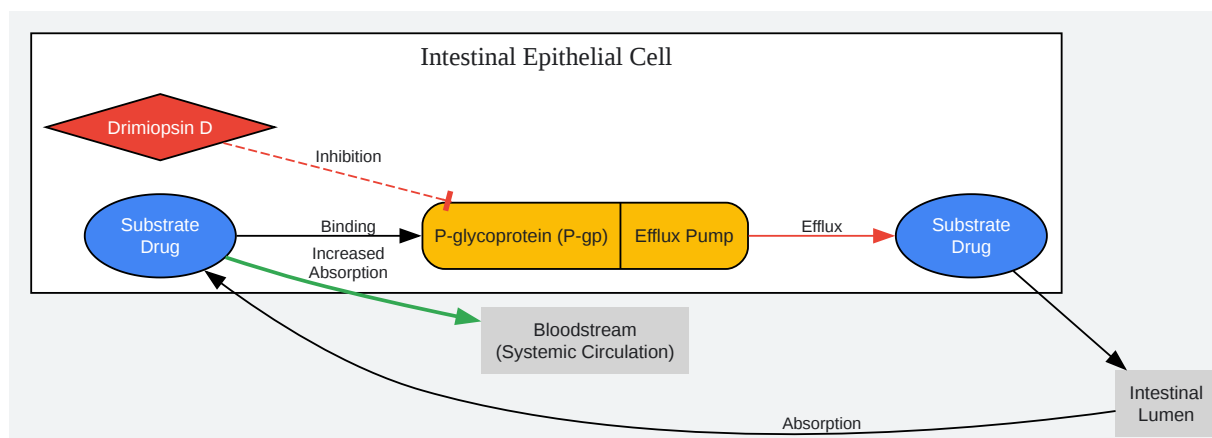 Intestinal Epithelial Cell
Drimiopsin D
Inhibition
Substrate
Drug
Binding
P-glycoprotein (P-gp)
Efflux Pump
Efflux
Substrate
Drug
Increased
Absorption
Bloodstream
(Systemic Circulation)
Intestinal
Lumen
Absorption